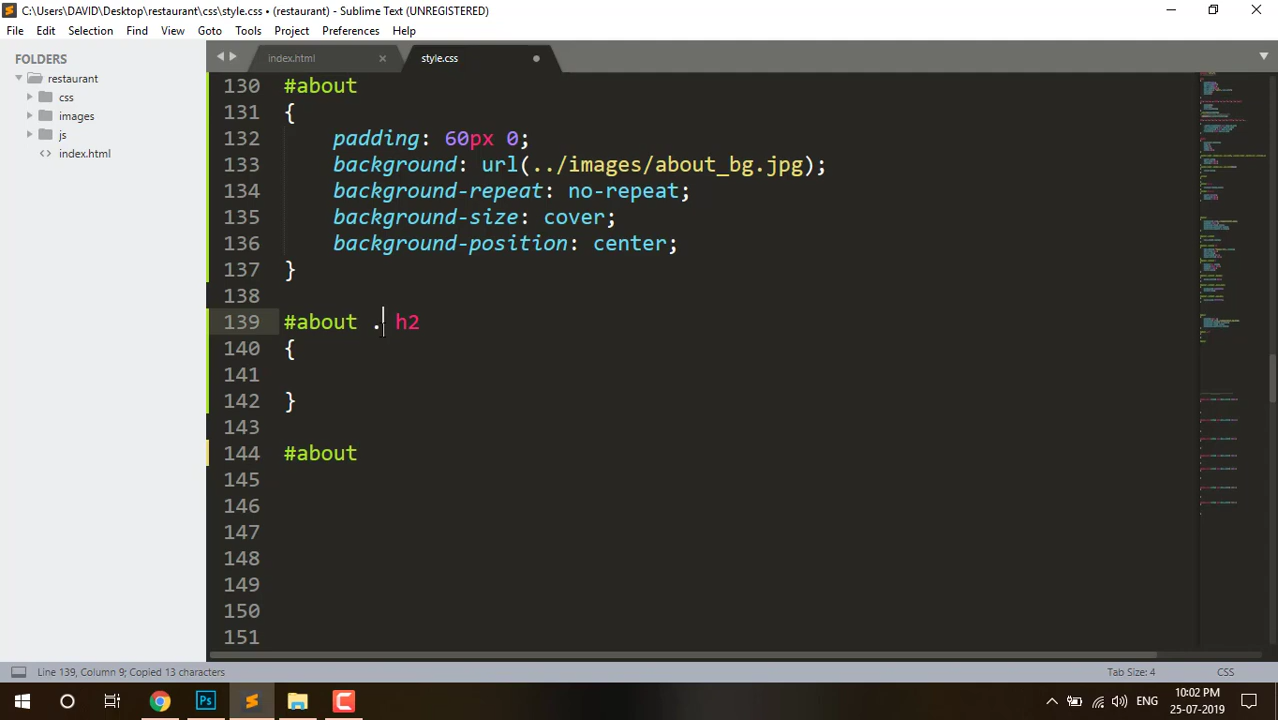 C:\Users\DAVID\Desktop\restaurant\css\style.css • (restaurant) - Sublime Text (UNREGISTERED)
File Edit Selection Find View Goto Tools Project Preferences Help
FOLDERS
restaurant
css
images
js
index.html
index.html
style.css
130 #about
131 {
132 padding: 60px 0;
133 background: url(../images/about_bg.jpg);
134 background-repeat: no-repeat;
135 background-size: cover;
136 background-position: center;
137 }
138
139 #about . h2
140 {
141
142 }
143
144 #about
145
146
147
148
149
150
151
Line 139, Column 9; Copied 13 characters
Tab Size: 4
CSS
ENG
10:02 PM
25-07-2019